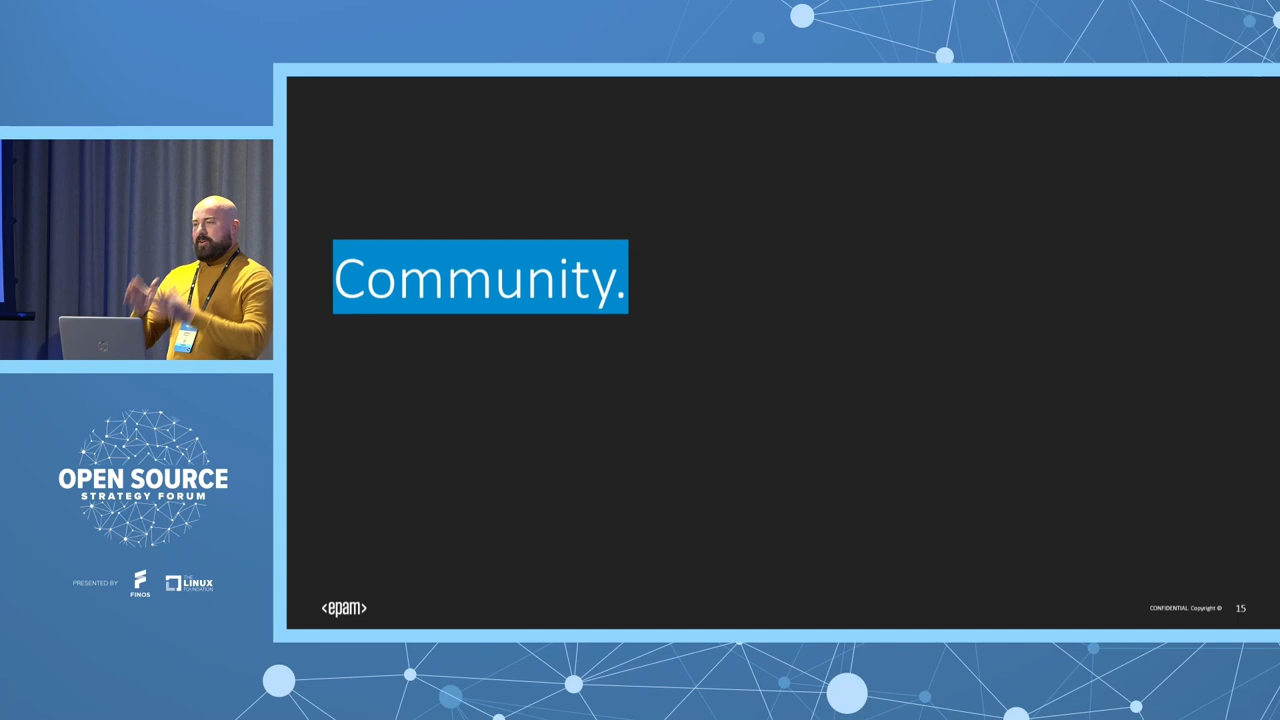 Community.
OPEN SOURCE
STRATEGY FORUM
PRESENTED BY
FINOS
THE
LINUX
FOUNDATION
<epam>
CONFIDENTIAL. Copyright ©
15